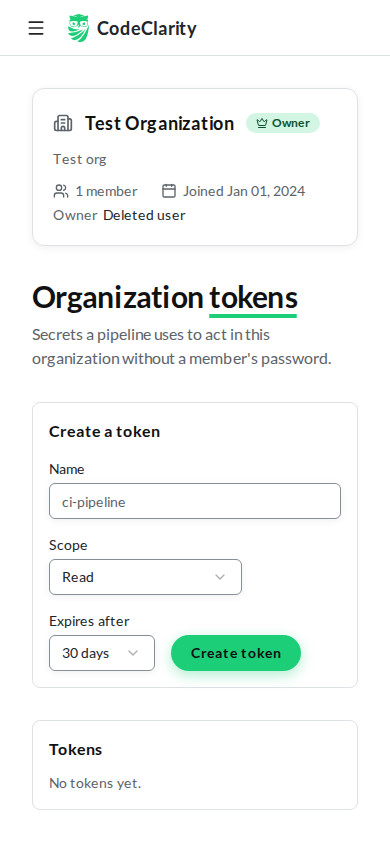 CodeClarity
Test Organization
Owner
Test org
1 member
Joined Jan 01, 2024
Owner Deleted user
Organization tokens
Secrets a pipeline uses to act in this
organization without a member's password.
Create a token
Name
ci-pipeline
Scope
Read
Expires after
30 days
Create token
Tokens
No tokens yet.